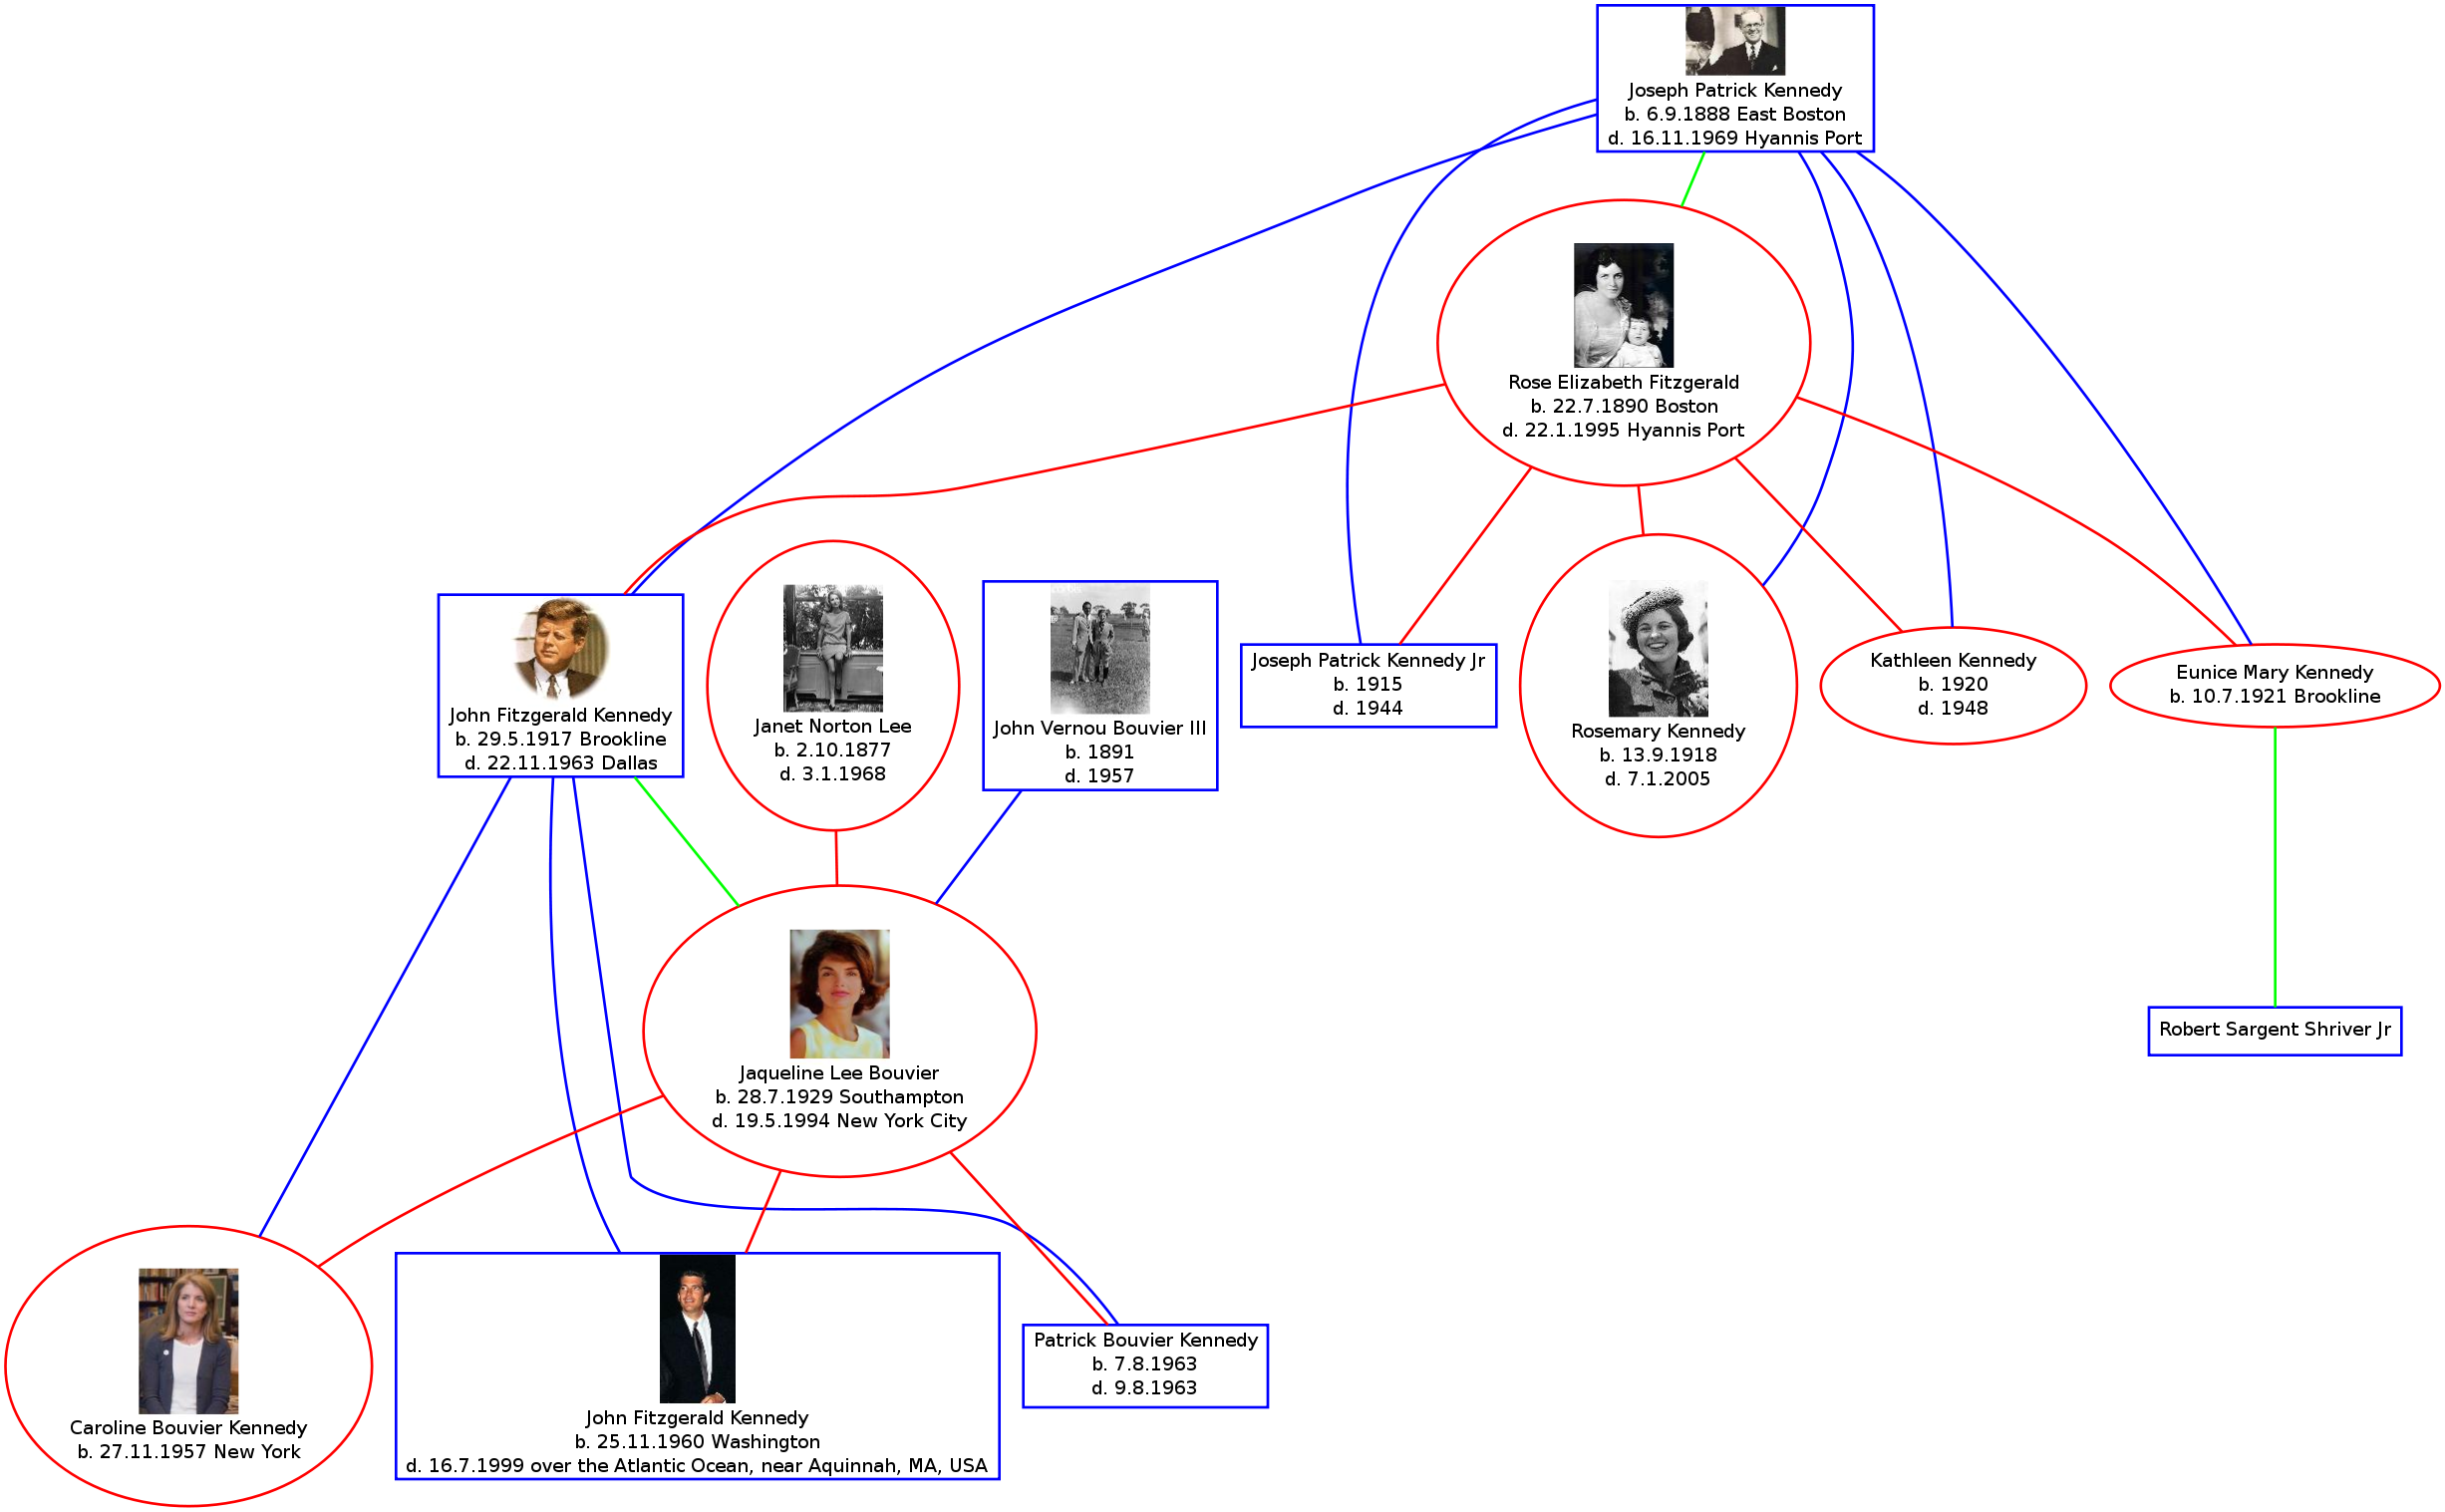 Joseph Patrick Kennedy
b. 6.9.1888 East Boston
d. 16.11.1969 Hyannis Port
Rose Elizabeth Fitzgerald
b. 22.7.1890 Boston
d. 22.1.1995 Hyannis Port
John Fitzgerald Kennedy
b. 29.5.1917 Brookline
d. 22.11.1963 Dallas
Janet Norton Lee
b. 2.10.1877
d. 3.1.1968
John Vernou Bouvier III
b. 1891
d. 1957
Joseph Patrick Kennedy Jr
b. 1915
d. 1944
Rosemary Kennedy
b. 13.9.1918
d. 7.1.2005
Kathleen Kennedy
b. 1920
d. 1948
Eunice Mary Kennedy
b. 10.7.1921 Brookline
Jaqueline Lee Bouvier
b. 28.7.1929 Southampton
d. 19.5.1994 New York City
Robert Sargent Shriver Jr
Caroline Bouvier Kennedy
b. 27.11.1957 New York
John Fitzgerald Kennedy
b. 25.11.1960 Washington
d. 16.7.1999 over the Atlantic Ocean, near Aquinnah, MA, USA
Patrick Bouvier Kennedy
b. 7.8.1963
d. 9.8.1963